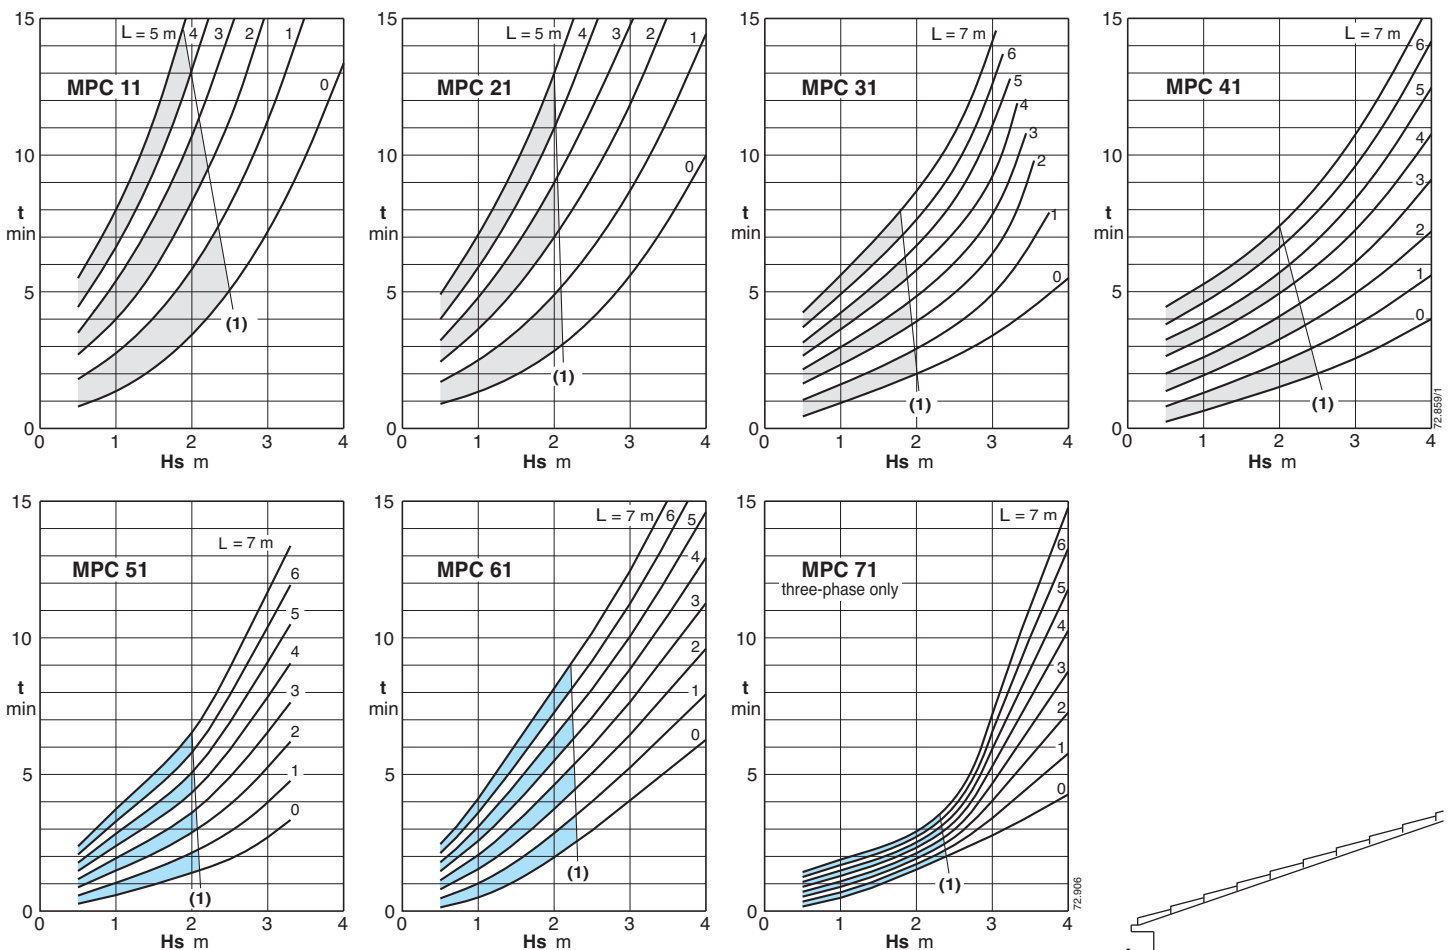 15
L = 5 m 4 3 2 1
0
MPC 11
10
t
min
5
(1)
0
0 1 2 3 4
Hs m
15
L = 5 m 4 3 2 1
MPC 21
10
0
t
min
5
(1)
0
0 1 2 3 4
Hs m
15
L = 7 m
6
MPC 31
5
4
3
10
2
t
min
1
5
0
(1)
0
0 1 2 3 4
Hs m
15
L = 7 m
6
MPC 41
5
4
10
3
t
min
2
5
1
0
(1)
0
0 1 2 3 4
Hs m
72.859/1
15
L = 7 m
MPC 51
6
5
10
4
t
min
3
2
5
1
0
(1)
0
0 1 2 3 4
Hs m
15
L = 7 m 6 5
MPC 61
4
3
10
2
t
min
1
0
5
(1)
0
0 1 2 3 4
Hs m
15
L = 7 m
6
MPC 71
three-phase only
5
4
10
3
t
min
2
1
5
0
(1)
0
0 1 2 3 4
Hs m
72.906